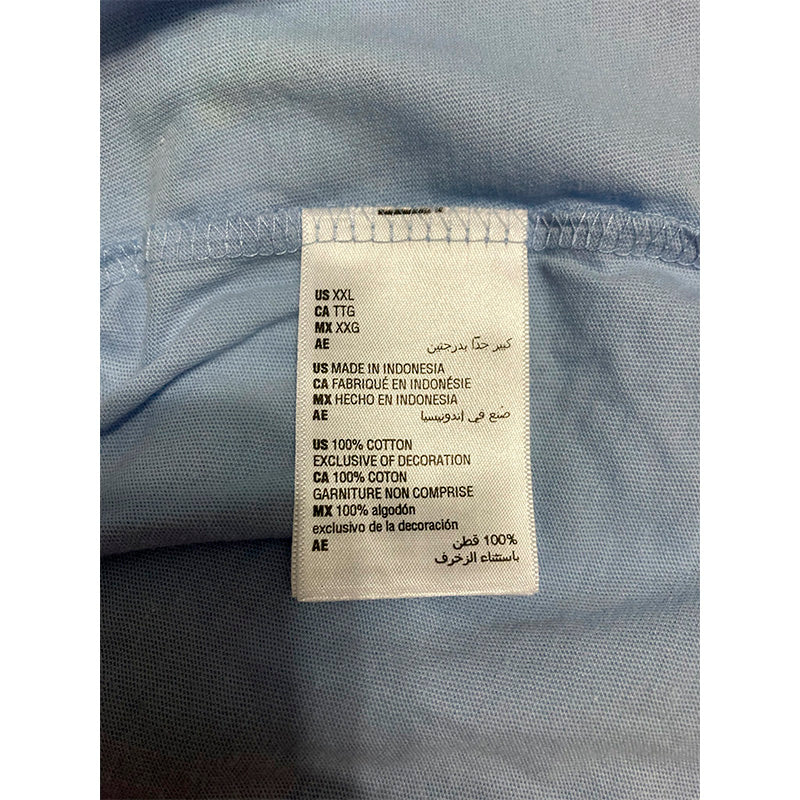 US XXL
CA TTG
MX XXG
AE كبير جدًا بدرجتين
US MADE IN INDONESIA
CA FABRIQUÉ EN INDONÉSIE
MX HECHO EN INDONESIA
AE صنع في اندونيسيا
US 100% COTTON
EXCLUSIVE OF DECORATION
CA 100% COTON
GARNITURE NON COMPRISE
MX 100% algodón
exclusivo de la decoración
AE 100% قطن
باستثناء الزخرف